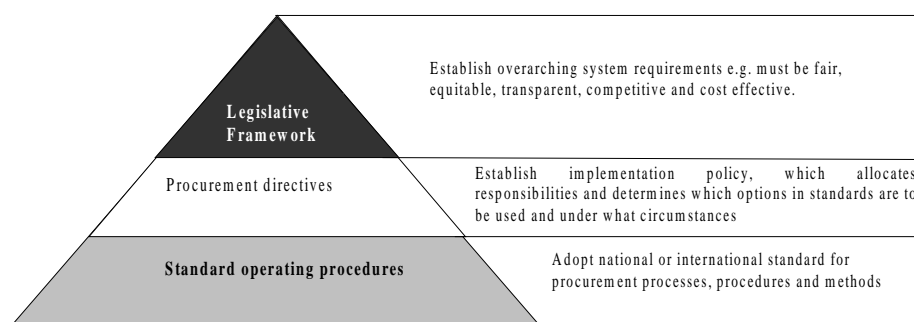 Establish overarching system requirements e.g. must be fair,
equitable, transparent, competitive and cost effective.
Legislative
Framework
Procurement directives
Establish implementation policy, which allocates
responsibilities and determines which options in standards are to
be used and under what circumstances
Standard operating procedures
Adopt national or international standard for
procurement processes, procedures and methods